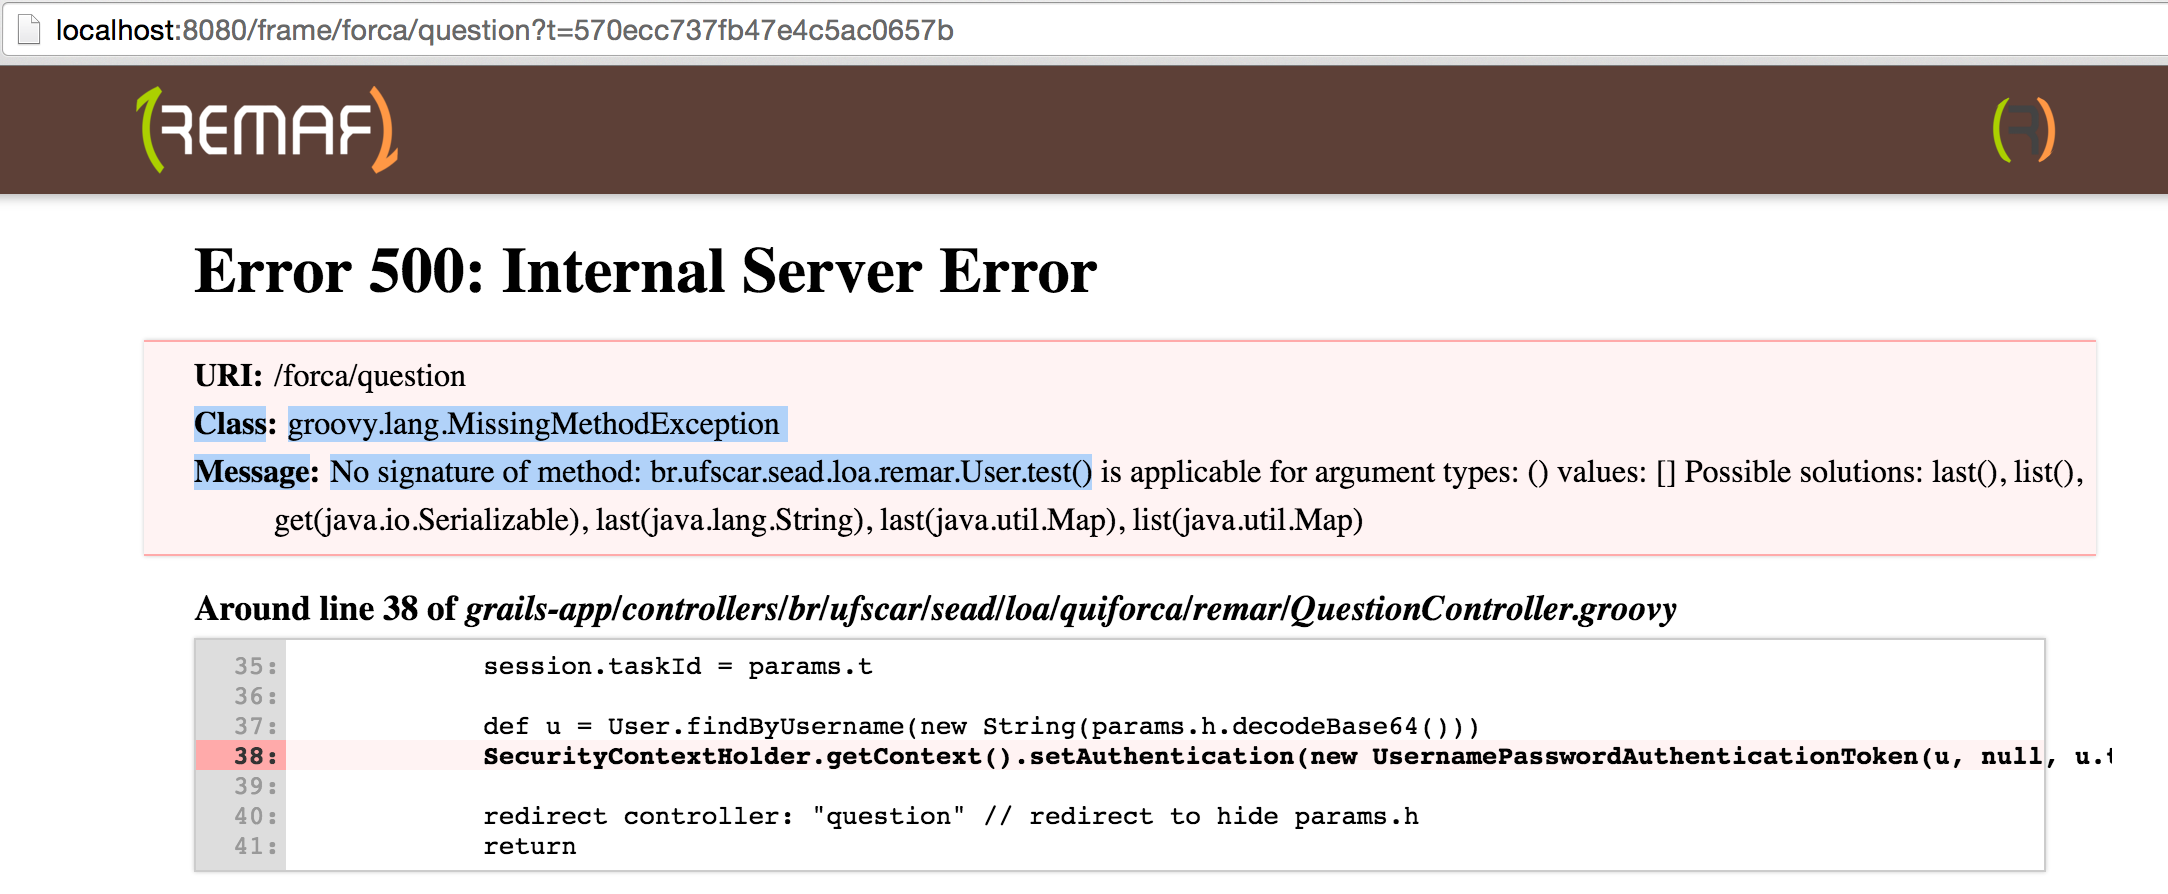 localhost:8080/frame/forca/question?t=570ecc737fb47e4c5ac0657b
REMAR
R
Error 500: Internal Server Error
URI: /forca/question
Class: groovy.lang.MissingMethodException
Message: No signature of method: br.ufscar.sead.loa.remar.User.test() is applicable for argument types: () values: [] Possible solutions: last(), list(),
get(java.io.Serializable), last(java.lang.String), last(java.util.Map), list(java.util.Map)
Around line 38 of grails-app/controllers/br/ufscar/sead/loa/quiforca/remar/QuestionController.groovy
35: session.taskId = params.t
36:
37: def u = User.findByUsername(new String(params.h.decodeBase64()))
38: SecurityContextHolder.getContext().setAuthentication(new UsernamePasswordAuthenticationToken(u, null, u.t
39:
40: redirect controller: "question" // redirect to hide params.h
41: return